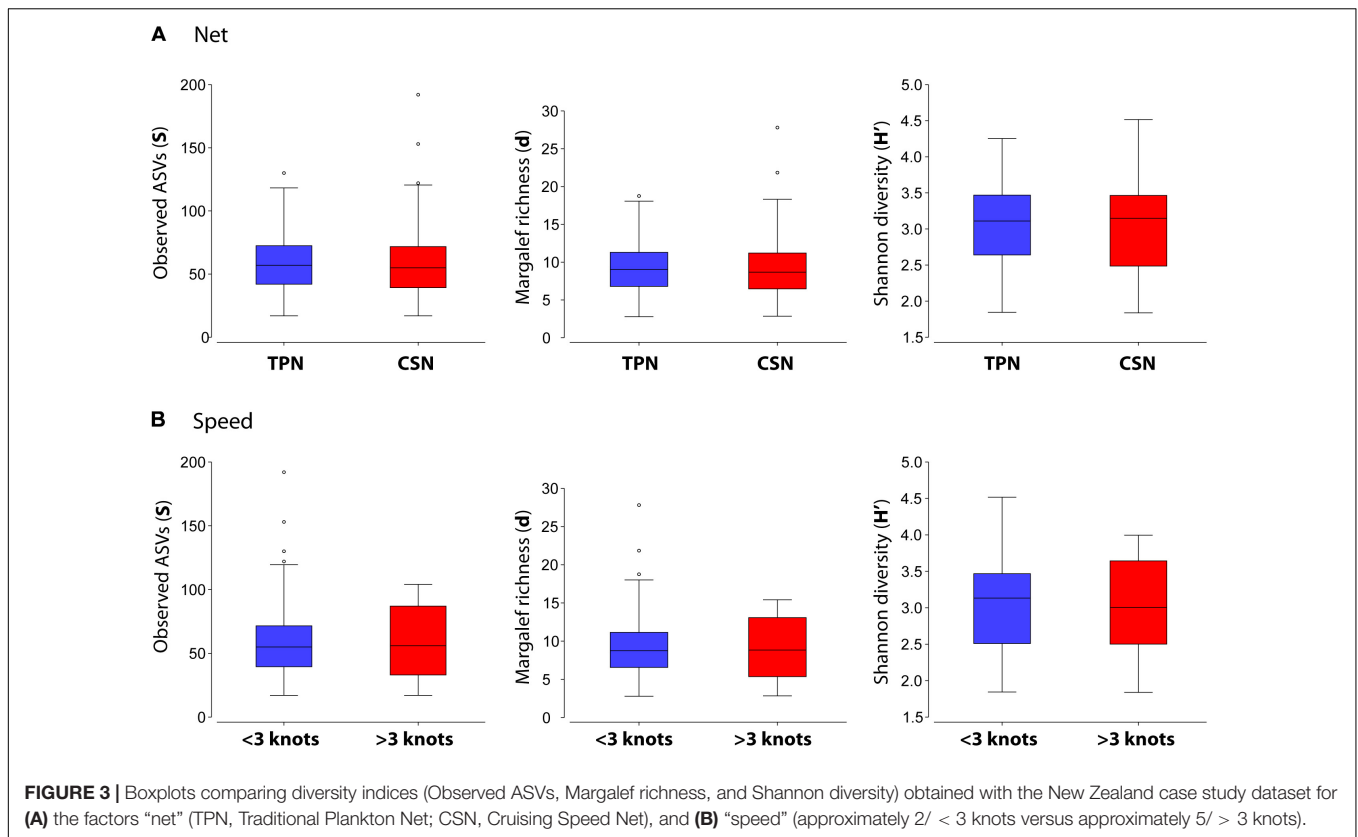 A Net
200
150
100
50
0
Observed ASVs (S)
TPN
CSN
30
25
20
15
10
5
0
Margalef richness (d)
TPN
CSN
5.0
4.5
4.0
3.5
3.0
2.5
2.0
1.5
Shannon diversity (H')
TPN
CSN
B Speed
200
150
100
50
0
Observed ASVs (S)
<3 knots
>3 knots
30
25
20
15
10
5
0
Margalef richness (d)
<3 knots
>3 knots
5.0
4.5
4.0
3.5
3.0
2.5
2.0
1.5
Shannon diversity (H')
<3 knots
>3 knots
FIGURE 3 | Boxplots comparing diversity indices (Observed ASVs, Margalef richness, and Shannon diversity) obtained with the New Zealand case study dataset for
(A) the factors “net” (TPN, Traditional Plankton Net; CSN, Cruising Speed Net), and (B) “speed” (approximately 2/ < 3 knots versus approximately 5/ > 3 knots).